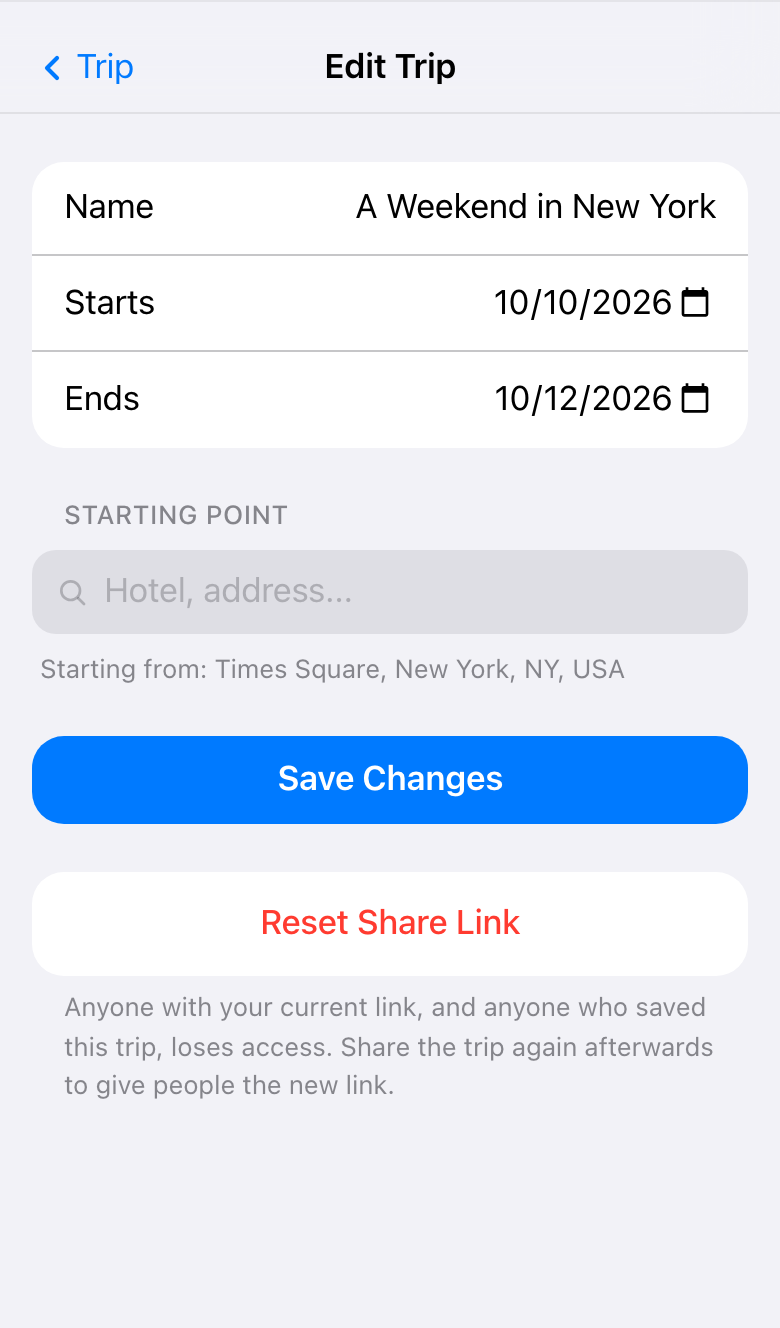 Trip
Edit Trip
Name
A Weekend in New York
Starts
10/10/2026
Ends
10/12/2026
STARTING POINT
Hotel, address...
Starting from: Times Square, New York, NY, USA
Save Changes
Reset Share Link
Anyone with your current link, and anyone who saved
this trip, loses access. Share the trip again afterwards
to give people the new link.